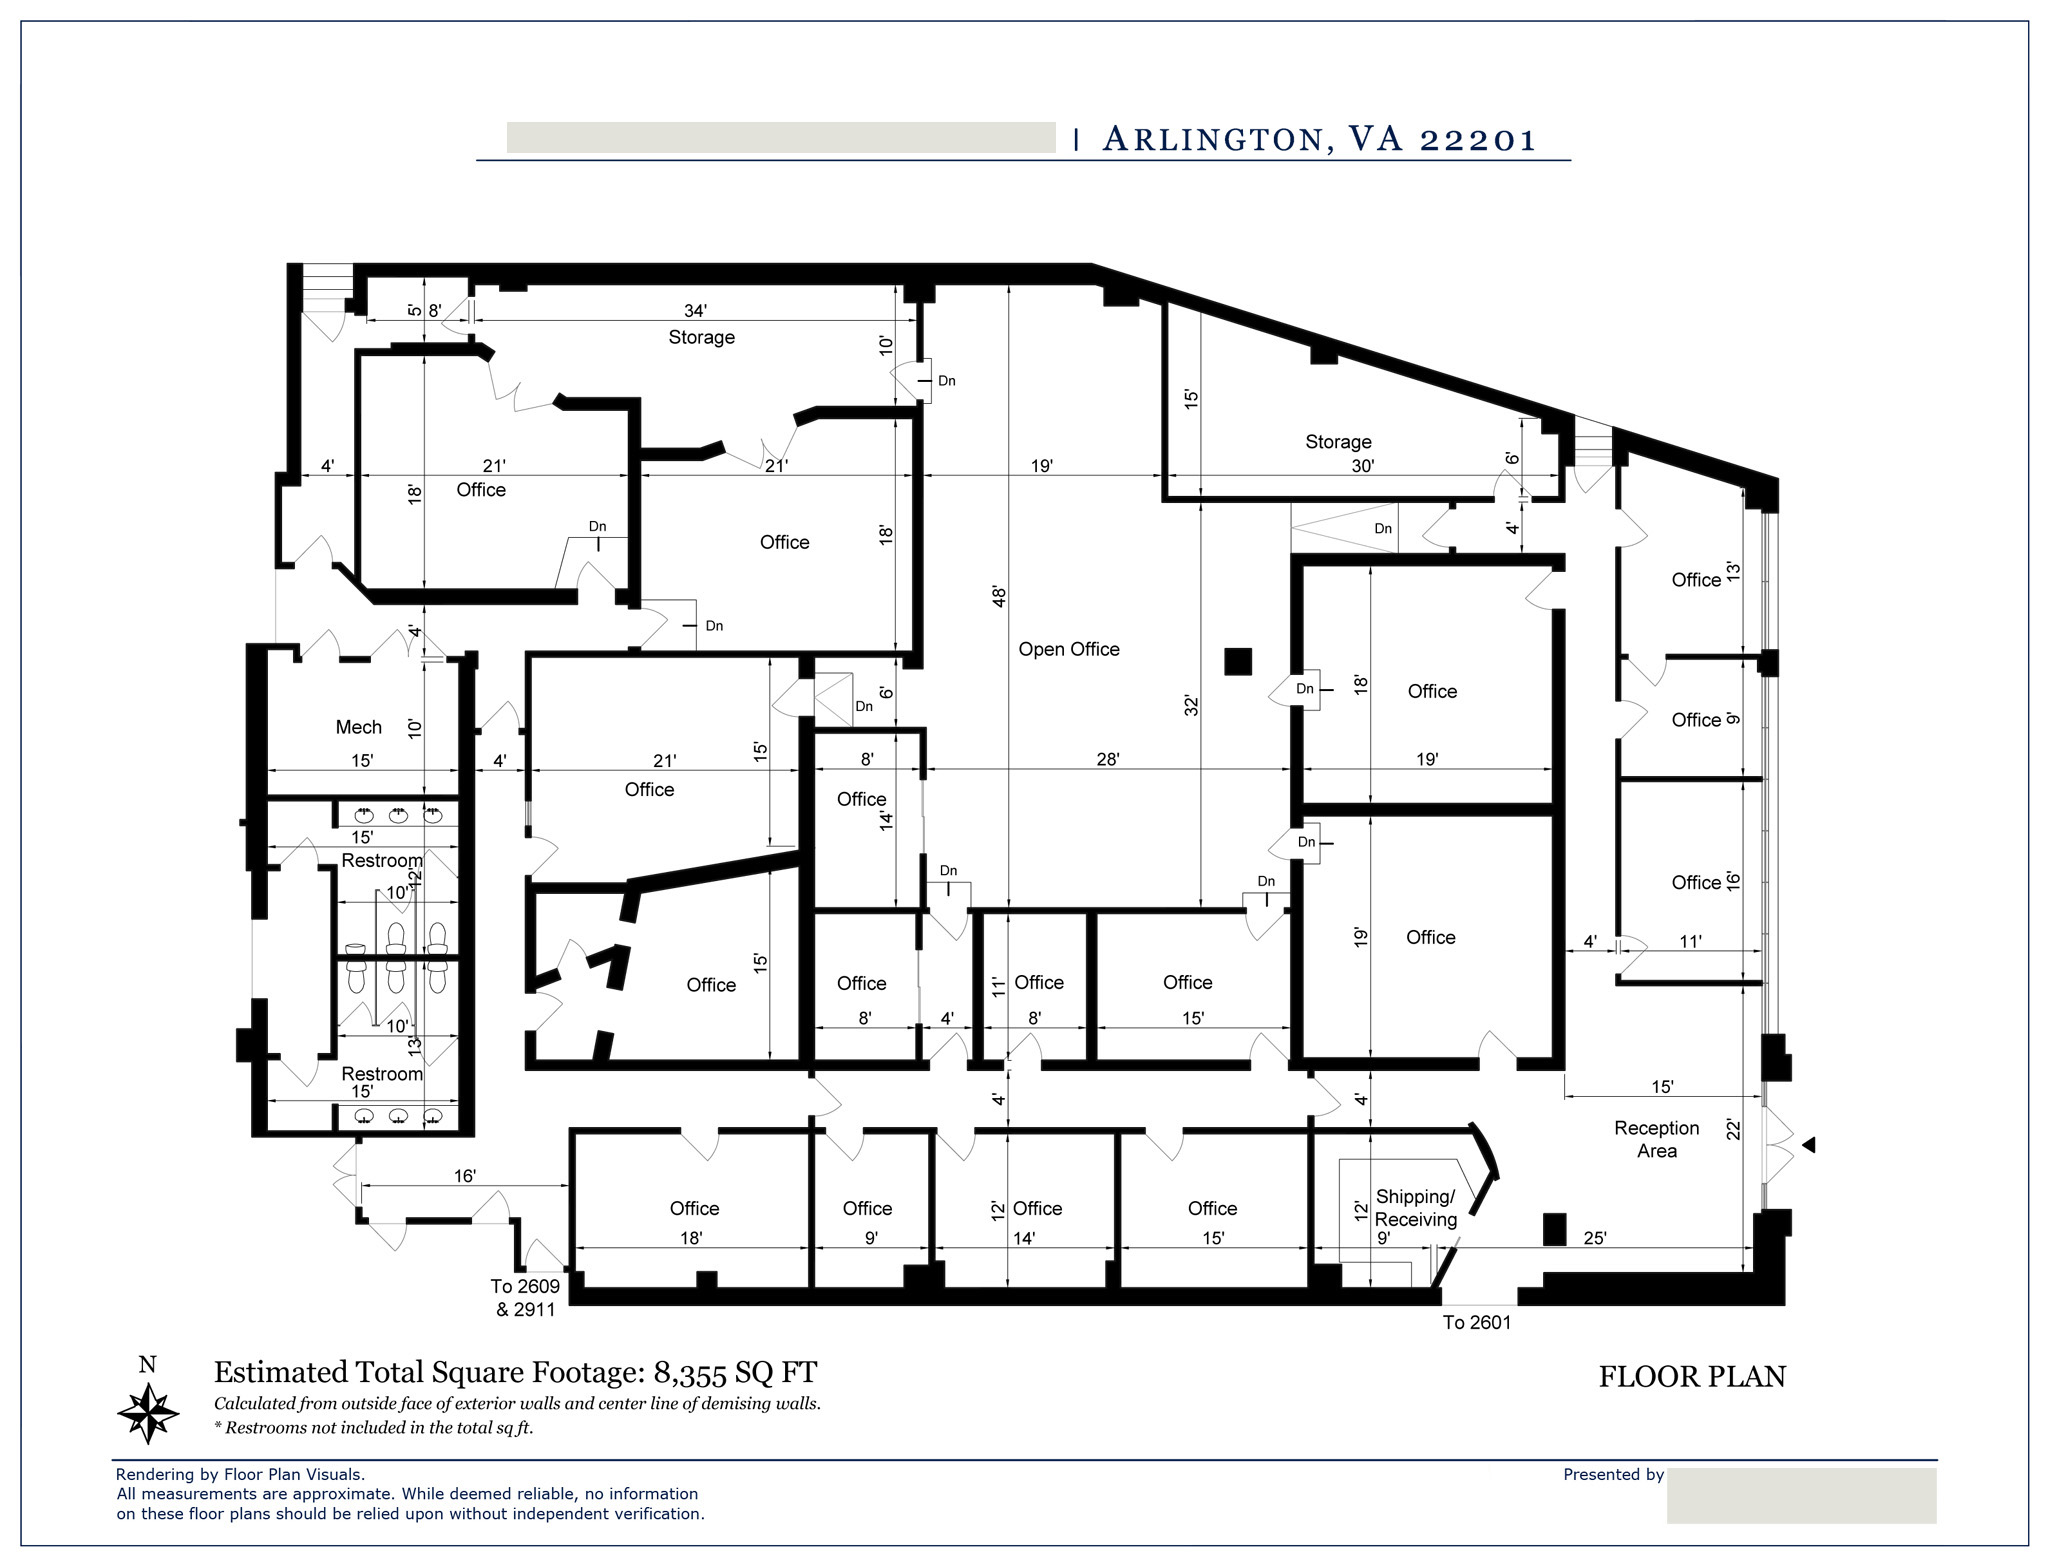 | ARLINGTON, VA 22201
5'
8'
34'
Storage
10'
Dn
15'
Storage
6'
4'
21'
Office
18'
21'
19'
30'
Dn
Office
18'
Dn
4'
13'
Office
48'
4'
Dn
Open Office
18'
Office
6'
Dn
Dn
32'
Office
9'
Mech
10'
15'
4'
21'
Office
15'
8'
28'
19'
Office
14'
15'
Restroom
12'
10'
Dn
Dn
Dn
Office
16'
19'
Office
4'
11'
Office
15'
Office
8'
4'
11'
Office
8'
Office
15'
10'
13'
Restroom
15'
4'
4'
15'
Reception
Area
22'
16'
Office
18'
Office
9'
12'
Office
14'
Office
15'
12'
Shipping/
Receiving
9'
25'
To 2609
& 2911
To 2601
N
Estimated Total Square Footage: 8,355 SQ FT
Calculated from outside face of exterior walls and center line of demising walls.
* Restrooms not included in the total sq ft.
FLOOR PLAN
Rendering by Floor Plan Visuals.
All measurements are approximate. While deemed reliable, no information
on these floor plans should be relied upon without independent verification.
Presented by